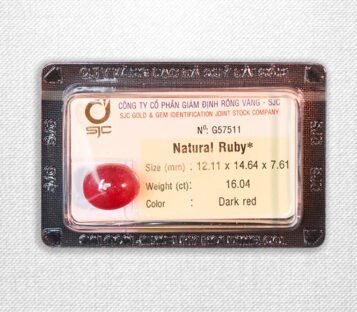 CÔNG TY CỔ PHẦN GIÁM ĐỊNH RỒNG VÀNG - SJC
SJC GOLD & GEM IDENTIFICATION JOINT STOCK COMPANY
SJC
Nº: G57511
Natural Ruby*
Size (mm) : 12.11 x 14.64 x 7.61
Weight (ct): 16.04
Color : Dark red